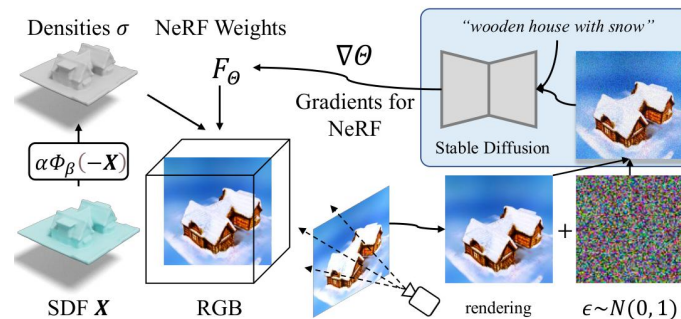 Densities σ
NeRF Weights
"wooden house with snow"
∇Θ
F_Θ
Gradients for
NeRF
Stable Diffusion
αΦ_β(−X)
+
SDF X
RGB
rendering
ϵ~N(0, 1)